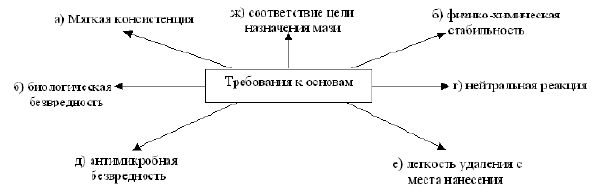 а) Мягкая консистенция
ж) соответствие цели
назначения мази
б) физико-химическая
стабильность
б) биологическая
безвредность
Требования к основам
г) нейтральная реакция
д) антимикробная
безвредность
е) легкость удаления с
места нанесения